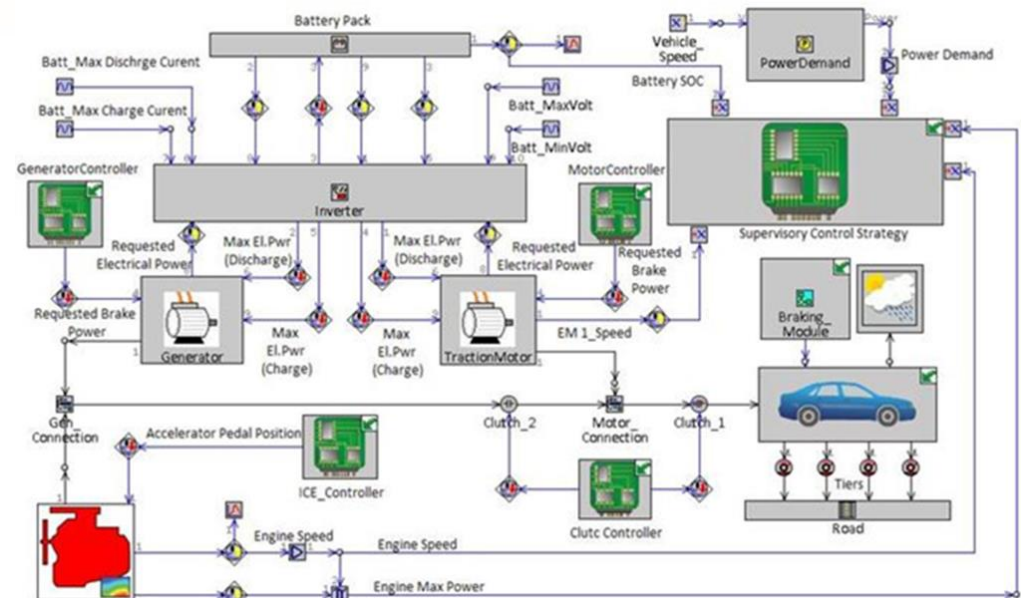 Battery Pack
Power
Vehicle_
Speed
PowerDemand
Power Demand
Batt_Max Dischrge Curent
Battery SOC
Batt_Max Charge Curent
Batt_MaxVolt
Batt_MinVolt
GeneratorController
MotorController
Inverter
Supervisory Control Strategy
Requested
Electrical Power
Max El.Pwr
(Discharge)
Max El.Pwr
(Discharge)
Requested
Electrical Power
Requested
Brake
Power
Requested Brake
Power
Generator
Max
El.Pwr
(Charge)
Max
El.Pwr
(Charge)
TractionMotor
EM 1_Speed
Braking_
Module
Gen_
Connection
Clutch_2
Motor_
Connection
Clutch_1
Accelerator Pedal Position
ICE_Controller
Clutc Controller
Tiers
Road
Engine Speed
Engine Speed
Engine Max Power